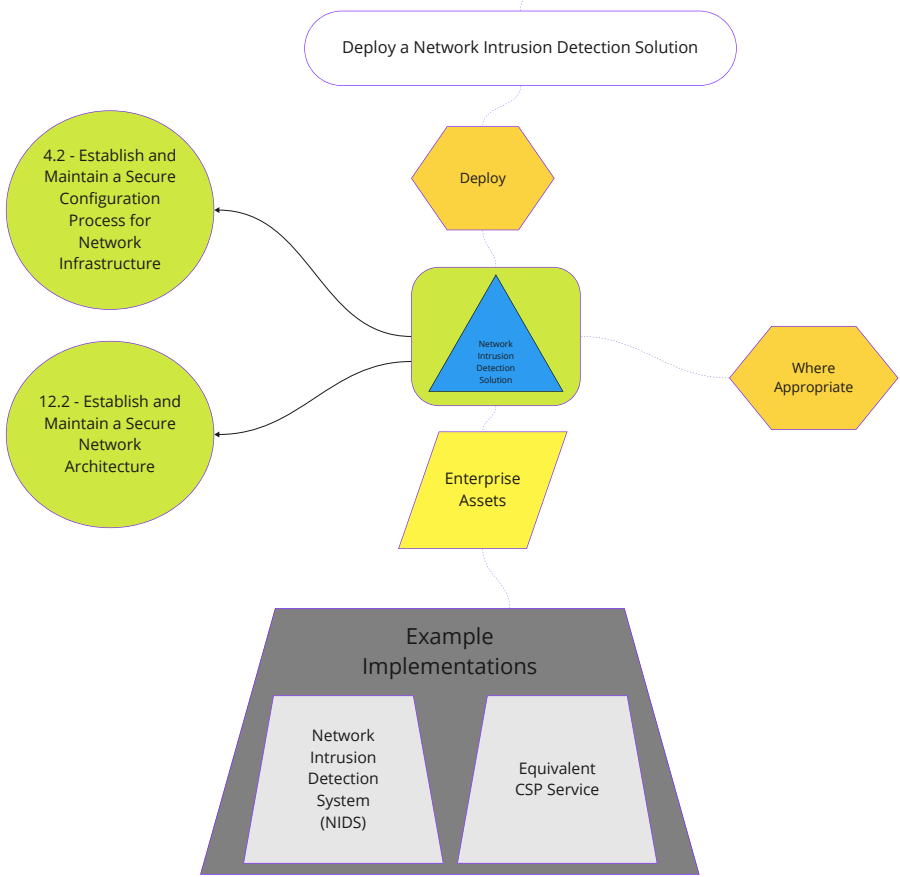 Deploy a Network Intrusion Detection Solution
Deploy
4.2 - Establish and
Maintain a Secure
Configuration
Process for
Network
Infrastructure
Network
Intrusion
Detection
Solution
Where
Appropriate
12.2 - Establish and
Maintain a Secure
Network
Architecture
Enterprise
Assets
Example
Implementations
Network
Intrusion
Detection
System
(NIDS)
Equivalent
CSP Service